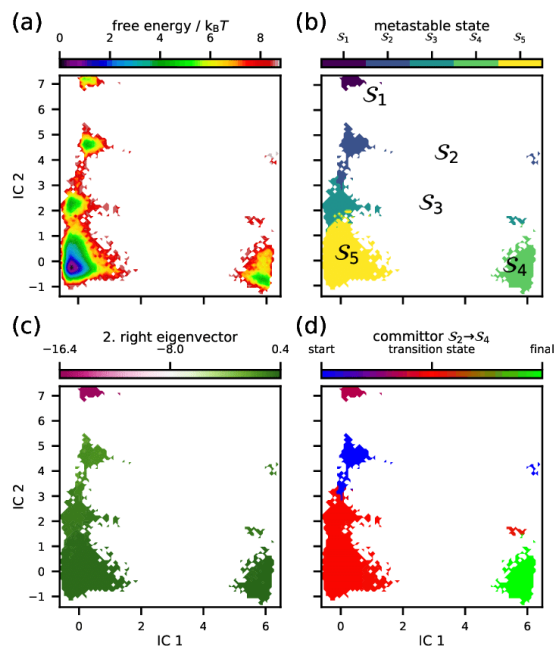 (a) free energy / kBT
0 2 4 6 8
(b) metastable state
S1 S2 S3 S4 S5
7
6
5
4
3
2
1
0
−1
IC 2
S1
S2
S3
S5
S4
(c) 2. right eigenvector
−16.4 −8.0 0.4
(d) committor S2→S4
start transition state final
7
6
5
4
3
2
1
0
−1
IC 2
0 2 4 6
IC 1
0 2 4 6
IC 1